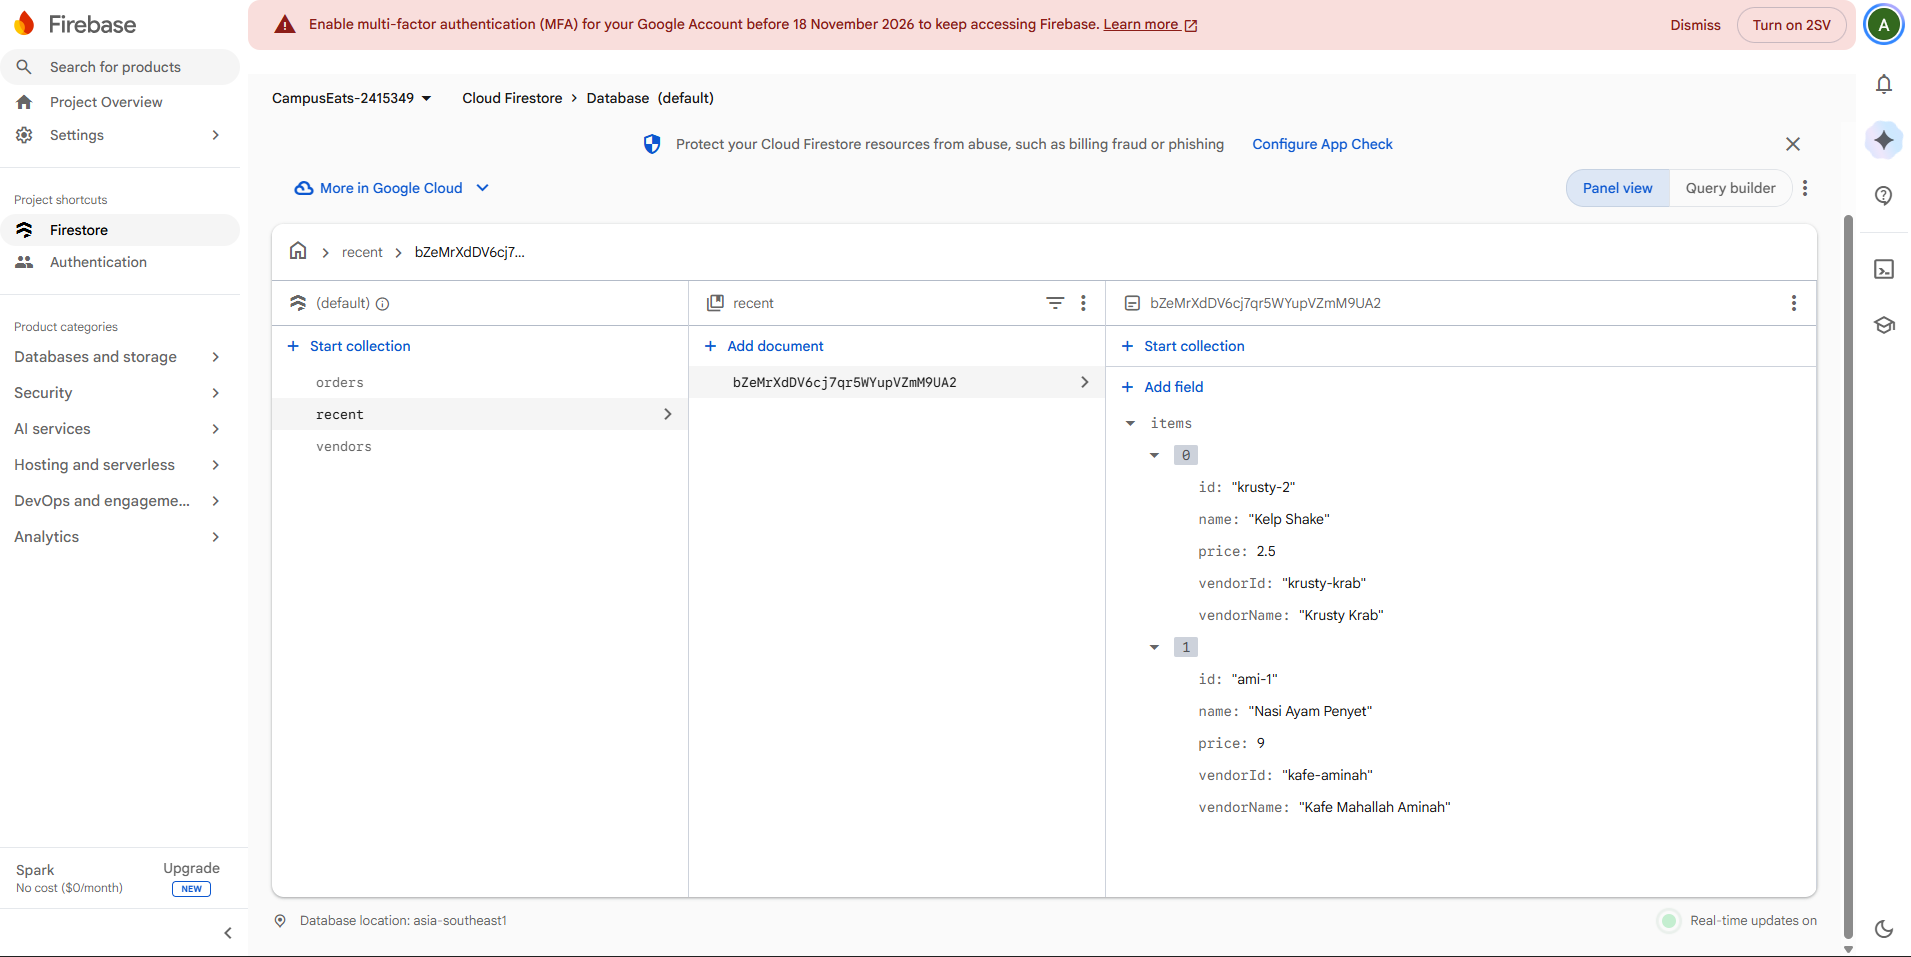 Firebase
Enable multi-factor authentication (MFA) for your Google Account before 18 November 2026 to keep accessing Firebase. Learn more
Dismiss
Turn on 2SV
A
Search for products
Project Overview
Settings
Project shortcuts
Firestore
Authentication
Product categories
Databases and storage
Security
AI services
Hosting and serverless
DevOps and engageme...
Analytics
Spark
No cost ($0/month)
Upgrade
NEW
CampusEats-2415349
Cloud Firestore > Database (default)
Protect your Cloud Firestore resources from abuse, such as billing fraud or phishing
Configure App Check
More in Google Cloud
Panel view
Query builder
recent
bZeMrXdDV6cj7...
(default)
Start collection
orders
recent
vendors
recent
Add document
bZeMrXdDV6cj7qr5WYupVZmM9UA2
bZeMrXdDV6cj7qr5WYupVZmM9UA2
Start collection
Add field
items
0
id: "krusty-2"
name: "Kelp Shake"
price: 2.5
vendorId: "krusty-krab"
vendorName: "Krusty Krab"
1
id: "ami-1"
name: "Nasi Ayam Penyet"
price: 9
vendorId: "kafe-aminah"
vendorName: "Kafe Mahallah Aminah"
Database location: asia-southeast1
Real-time updates on